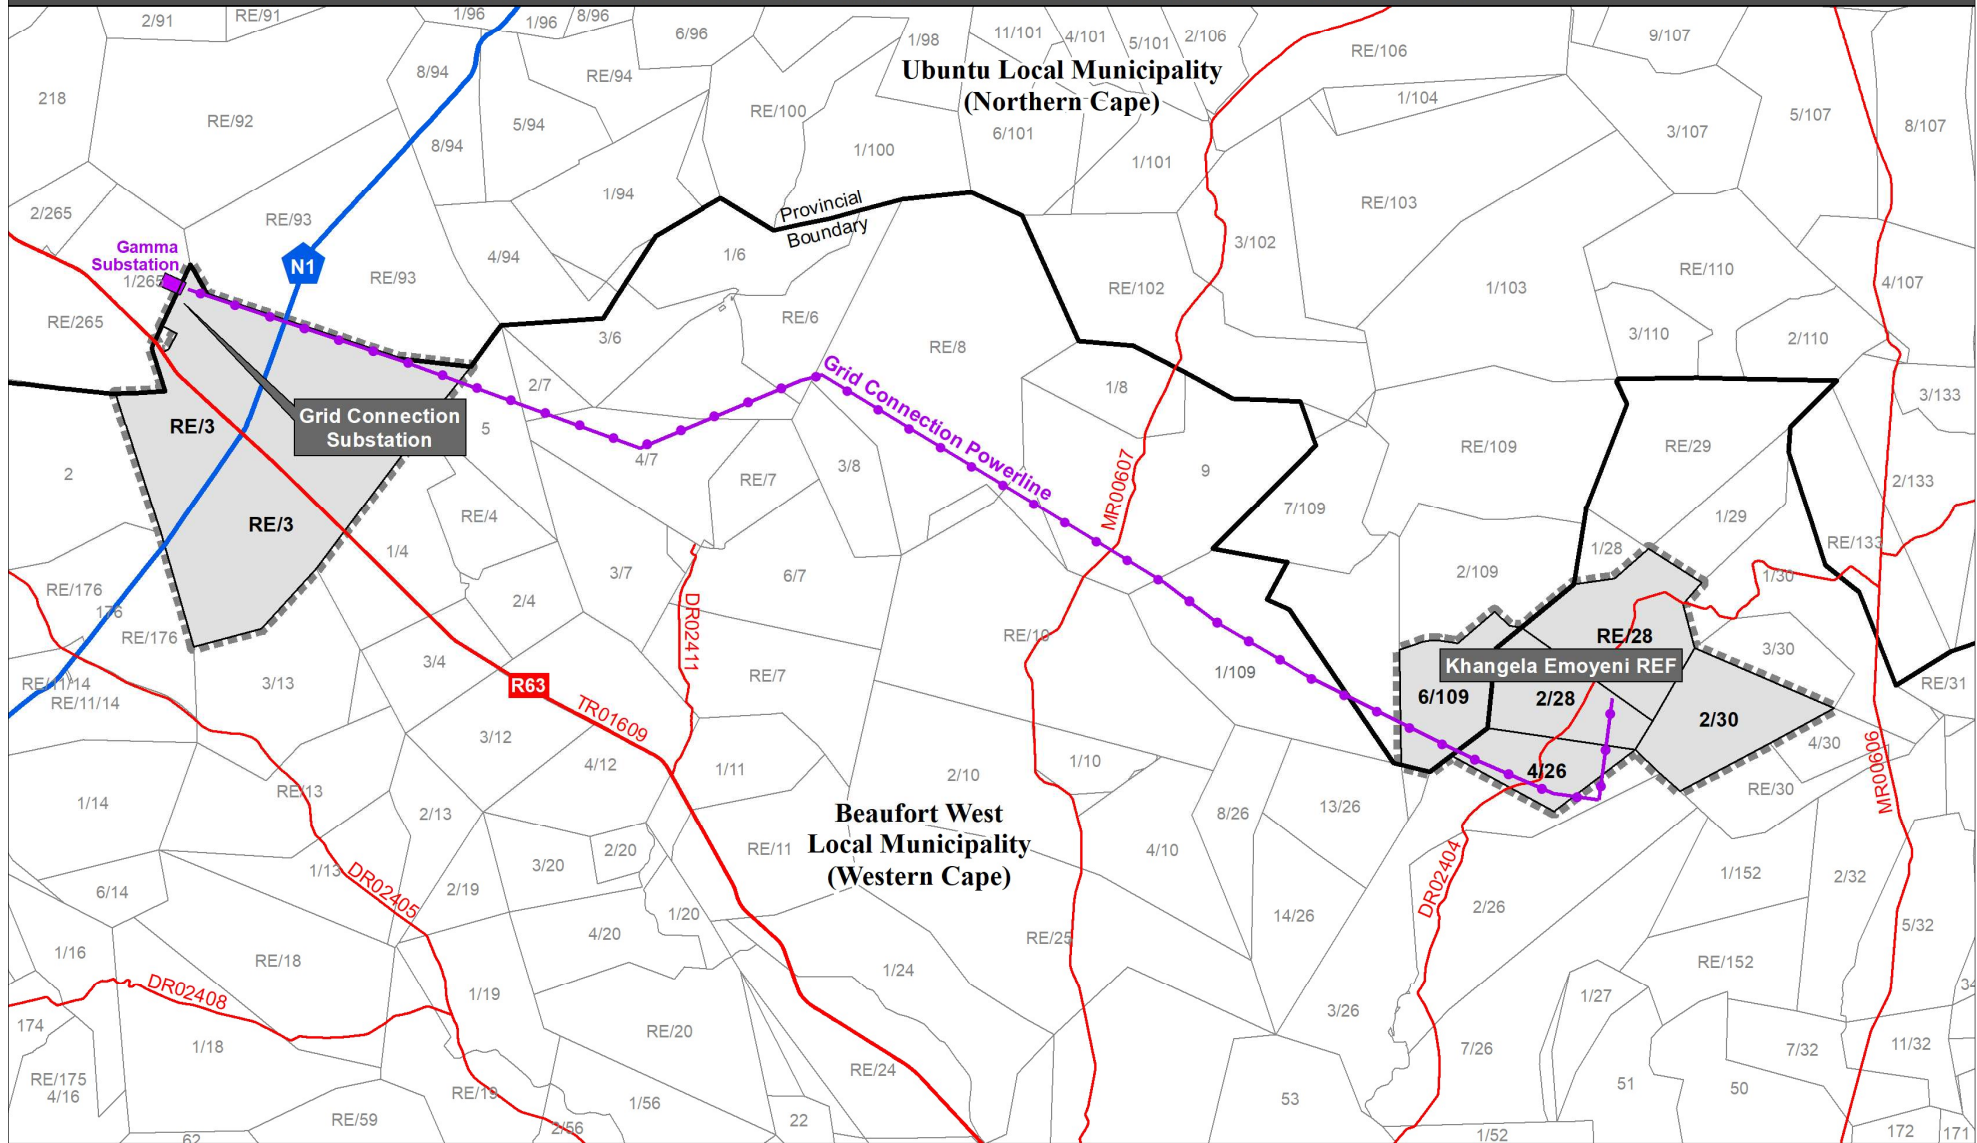 2/91
RE/91
1/96
1/96
8/96
6/96
1/98
11/101
4/101
5/101
2/106
RE/106
9/107
Ubuntu Local Municipality
(Northern Cape)
218
RE/92
8/94
RE/94
5/94
8/94
RE/100
1/100
6/101
1/101
1/104
3/107
5/107
8/107
2/265
RE/93
1/94
Provincial
Boundary
RE/103
3/102
Gamma
Substation
1/265
N1
RE/93
4/94
1/6
RE/102
1/103
RE/110
4/107
RE/265
3/6
RE/6
RE/8
3/110
2/110
Grid Connection Powerline
2/7
1/8
3/133
RE/3
Grid Connection
Substation
5
4/7
RE/7
3/8
9
RE/109
RE/29
2
2/133
RE/3
RE/4
MR00607
7/109
1/29
1/4
1/28
RE/133
3/7
6/7
2/109
1/30
RE/176
176
RE/176
2/4
DR02411
RE/10
RE/28
3/30
3/4
RE/7
1/109
Khangela Emoyeni REF
RE/11/14
RE/11/14
3/13
R63
6/109
2/28
2/30
RE/31
TR01609
3/12
4/12
1/11
2/10
1/10
4/26
4/30
MR00606
RE/13
1/14
2/13
8/26
13/26
RE/30
Beaufort West
Local Municipality
(Western Cape)
RE/11
4/10
3/20
2/20
1/13
DR02405
6/14
2/19
DR02404
1/152
2/32
1/20
14/26
2/26
5/32
4/20
RE/25
1/16
RE/18
1/24
RE/152
DR02408
1/19
1/27
34
174
RE/20
3/26
1/18
7/26
7/32
11/32
RE/175
4/16
RE/24
51
50
RE/19
1/56
53
RE/59
22
2/56
62
1/52
172
171